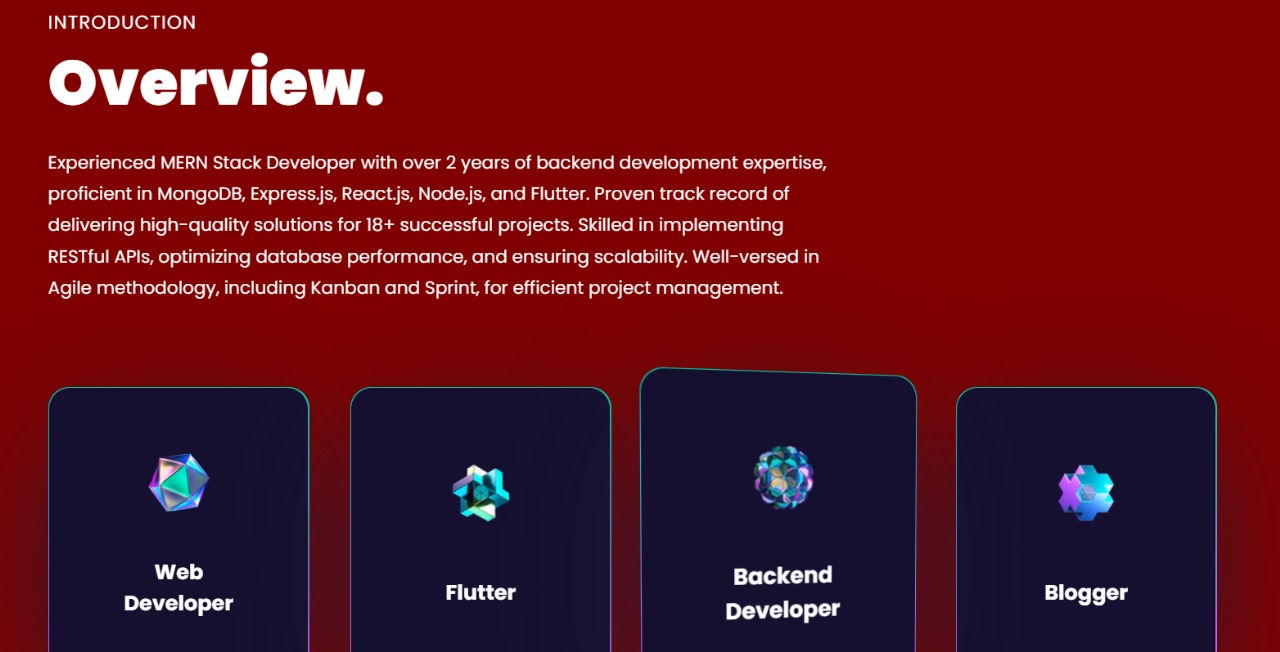 INTRODUCTION
Overview.
Experienced MERN Stack Developer with over 2 years of backend development expertise,
proficient in MongoDB, Express.js, React.js, Node.js, and Flutter. Proven track record of
delivering high-quality solutions for 18+ successful projects. Skilled in implementing
RESTful APIs, optimizing database performance, and ensuring scalability. Well-versed in
Agile methodology, including Kanban and Sprint, for efficient project management.
Web
Developer
Flutter
Backend
Developer
Blogger